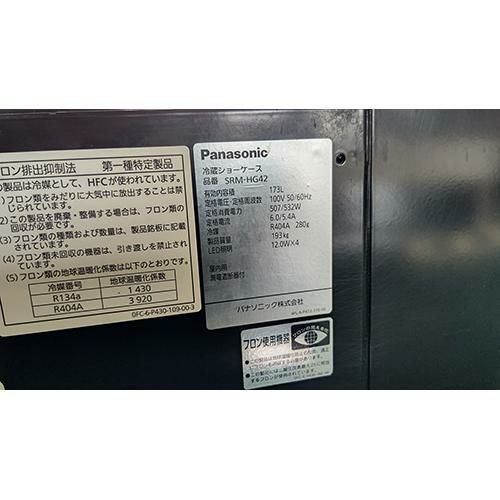 ロン排出抑制法 第一種特定製品
の製品は冷媒として、HFCが使われています。
1)フロン類をみだりに大気中に放出することは禁
じられています。
2)この製品を廃棄・整備する場合は、フロン類の
回収が必要です。
(3)フロン類の種類および数量は、製品銘板に記載
しています。
(4)フロン類未回収の機器は、引き渡しを禁止され
ています。
(5)フロン類の地球温暖化係数は以下のとおりです。
冷媒番号 地球温暖化係数
R134a 1 430
R404A 3 920
0FC-6-P430-109-00-3
Panasonic
冷蔵ショーケース
品番 SRM-HG42
有効内容積 173L
定格電圧・定格周波数 100V 50/60Hz
定格消費電力 507/532W
定格電流 6.0/5.4A
冷媒 R404A 280g
製品質量 193kg
LED照明 12.0W×4
屋内用
漏電遮断器付
パナソニック株式会社
フロン使用機器